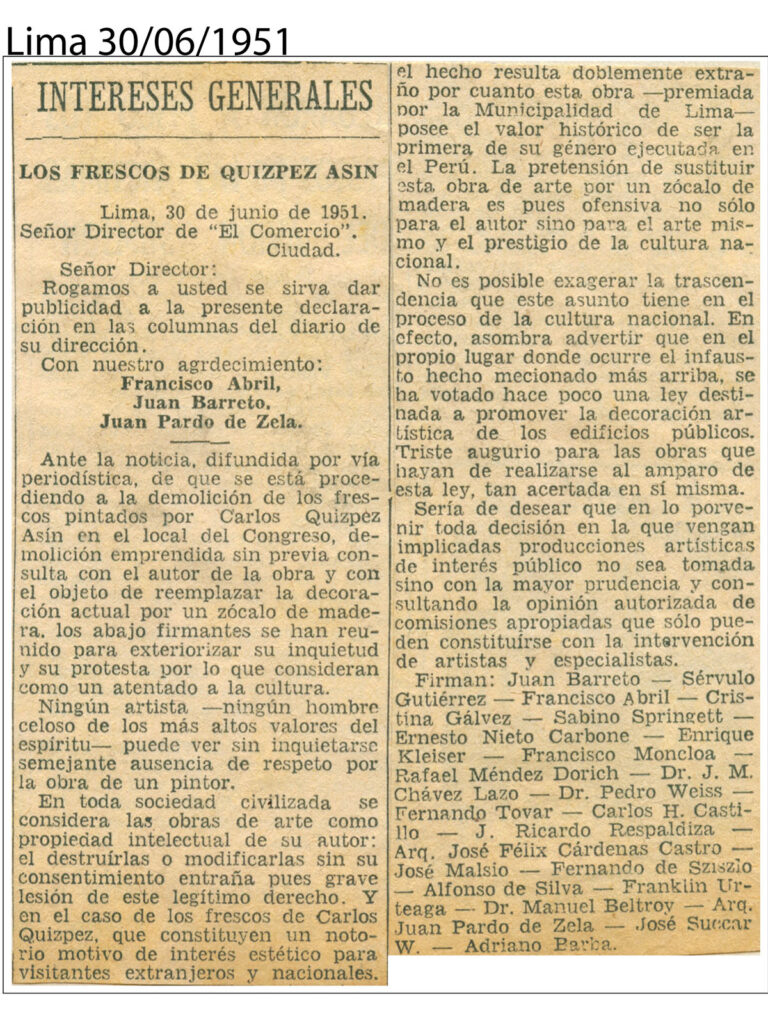 Lima 30/06/1951
INTERESES GENERALES
LOS FRESCOS DE QUIZPEZ ASIN
Lima, 30 de junio de 1951.
Señor Director de "El Comercio".
Ciudad.
Señor Director:
Rogamos a usted se sirva dar
publicidad a la presente declara-
ción en las columnas del diario de
su dirección.
Con nuestro agrdecimiento:
Francisco Abril,
Juan Barreto,
Juan Pardo de Zela.
Ante la noticia, difundida por vía
periodística, de que se está proce-
diendo a la demolición de los fres-
cos pintados por Carlos Quizpez
Asín en el local del Congreso, de-
molición emprendida sin previa con-
sulta con el autor de la obra y con
el objeto de reemplazar la decora-
ción actual por un zócalo de made-
ra, los abajo firmantes se han reu-
nido para exteriorizar su inquietud
y su protesta por lo que consideran
como un atentado a la cultura.
Ningún artista —ningún hombre
celoso de los más altos valores del
espíritu— puede ver sin inquietarse
semejante ausencia de respeto por
la obra de un pintor.
En toda sociedad civilizada se
considera las obras de arte como
propiedad intelectual de su autor:
el destruírlas o modificarlas sin su
consentimiento entraña pues grave
lesión de este legítimo derecho. Y
en el caso de los frescos de Carlos
Quizpez, que constituyen un noto-
rio motivo de interés estético para
visitantes extranjeros y nacionales.
el hecho resulta doblemente extra-
ño por cuanto esta obra —premiada
por la Municipalidad de Lima—
posee el valor histórico de ser la
primera de su género ejecutada en
el Perú. La pretensión de sustituir
esta obra de arte por un zócalo de
madera es pues ofensiva no sólo
para el autor sino para el arte mis-
mo y el prestigio de la cultura na-
cional.
No es posible exagerar la trascen-
dencia que este asunto tiene en el
proceso de la cultura nacional. En
efecto, asombra advertir que en el
propio lugar donde ocurre el infaus-
to hecho mecionado más arriba, se
ha votado hace poco una ley desti-
nada a promover la decoración ar-
tística de los edificios públicos.
Triste augurio para las obras que
hayan de realizarse al amparo de
esta ley, tan acertada en sí misma.
Sería de desear que en lo porve-
nir toda decisión en la que vengan
implicadas producciones artísticas
de interés público no sea tomada
sino con la mayor prudencia y con-
sultando la opinión autorizada de
comisiones apropiadas que sólo pue-
den constituírse con la intervención
de artistas y especialistas.
Firman: Juan Barreto — Sérvulo
Gutiérrez — Francisco Abril — Cris-
tina Gálvez — Sabino Springett —
Ernesto Nieto Carbone — Enrique
Kleiser — Francisco Moncloa —
Rafael Méndez Dorich — Dr. J. M.
Chávez Lazo — Dr. Pedro Weiss —
Fernando Tovar — Carlos H. Casti-
llo — J. Ricardo Respaldiza —
Arq. José Félix Cárdenas Castro —
José Malsio — Fernando de Sziszlo
— Alfonso de Silva — Franklin Ur-
teaga — Dr. Manuel Beltroy — Arq.
Juan Pardo de Zela — José Succar
W. — Adriano Barba.